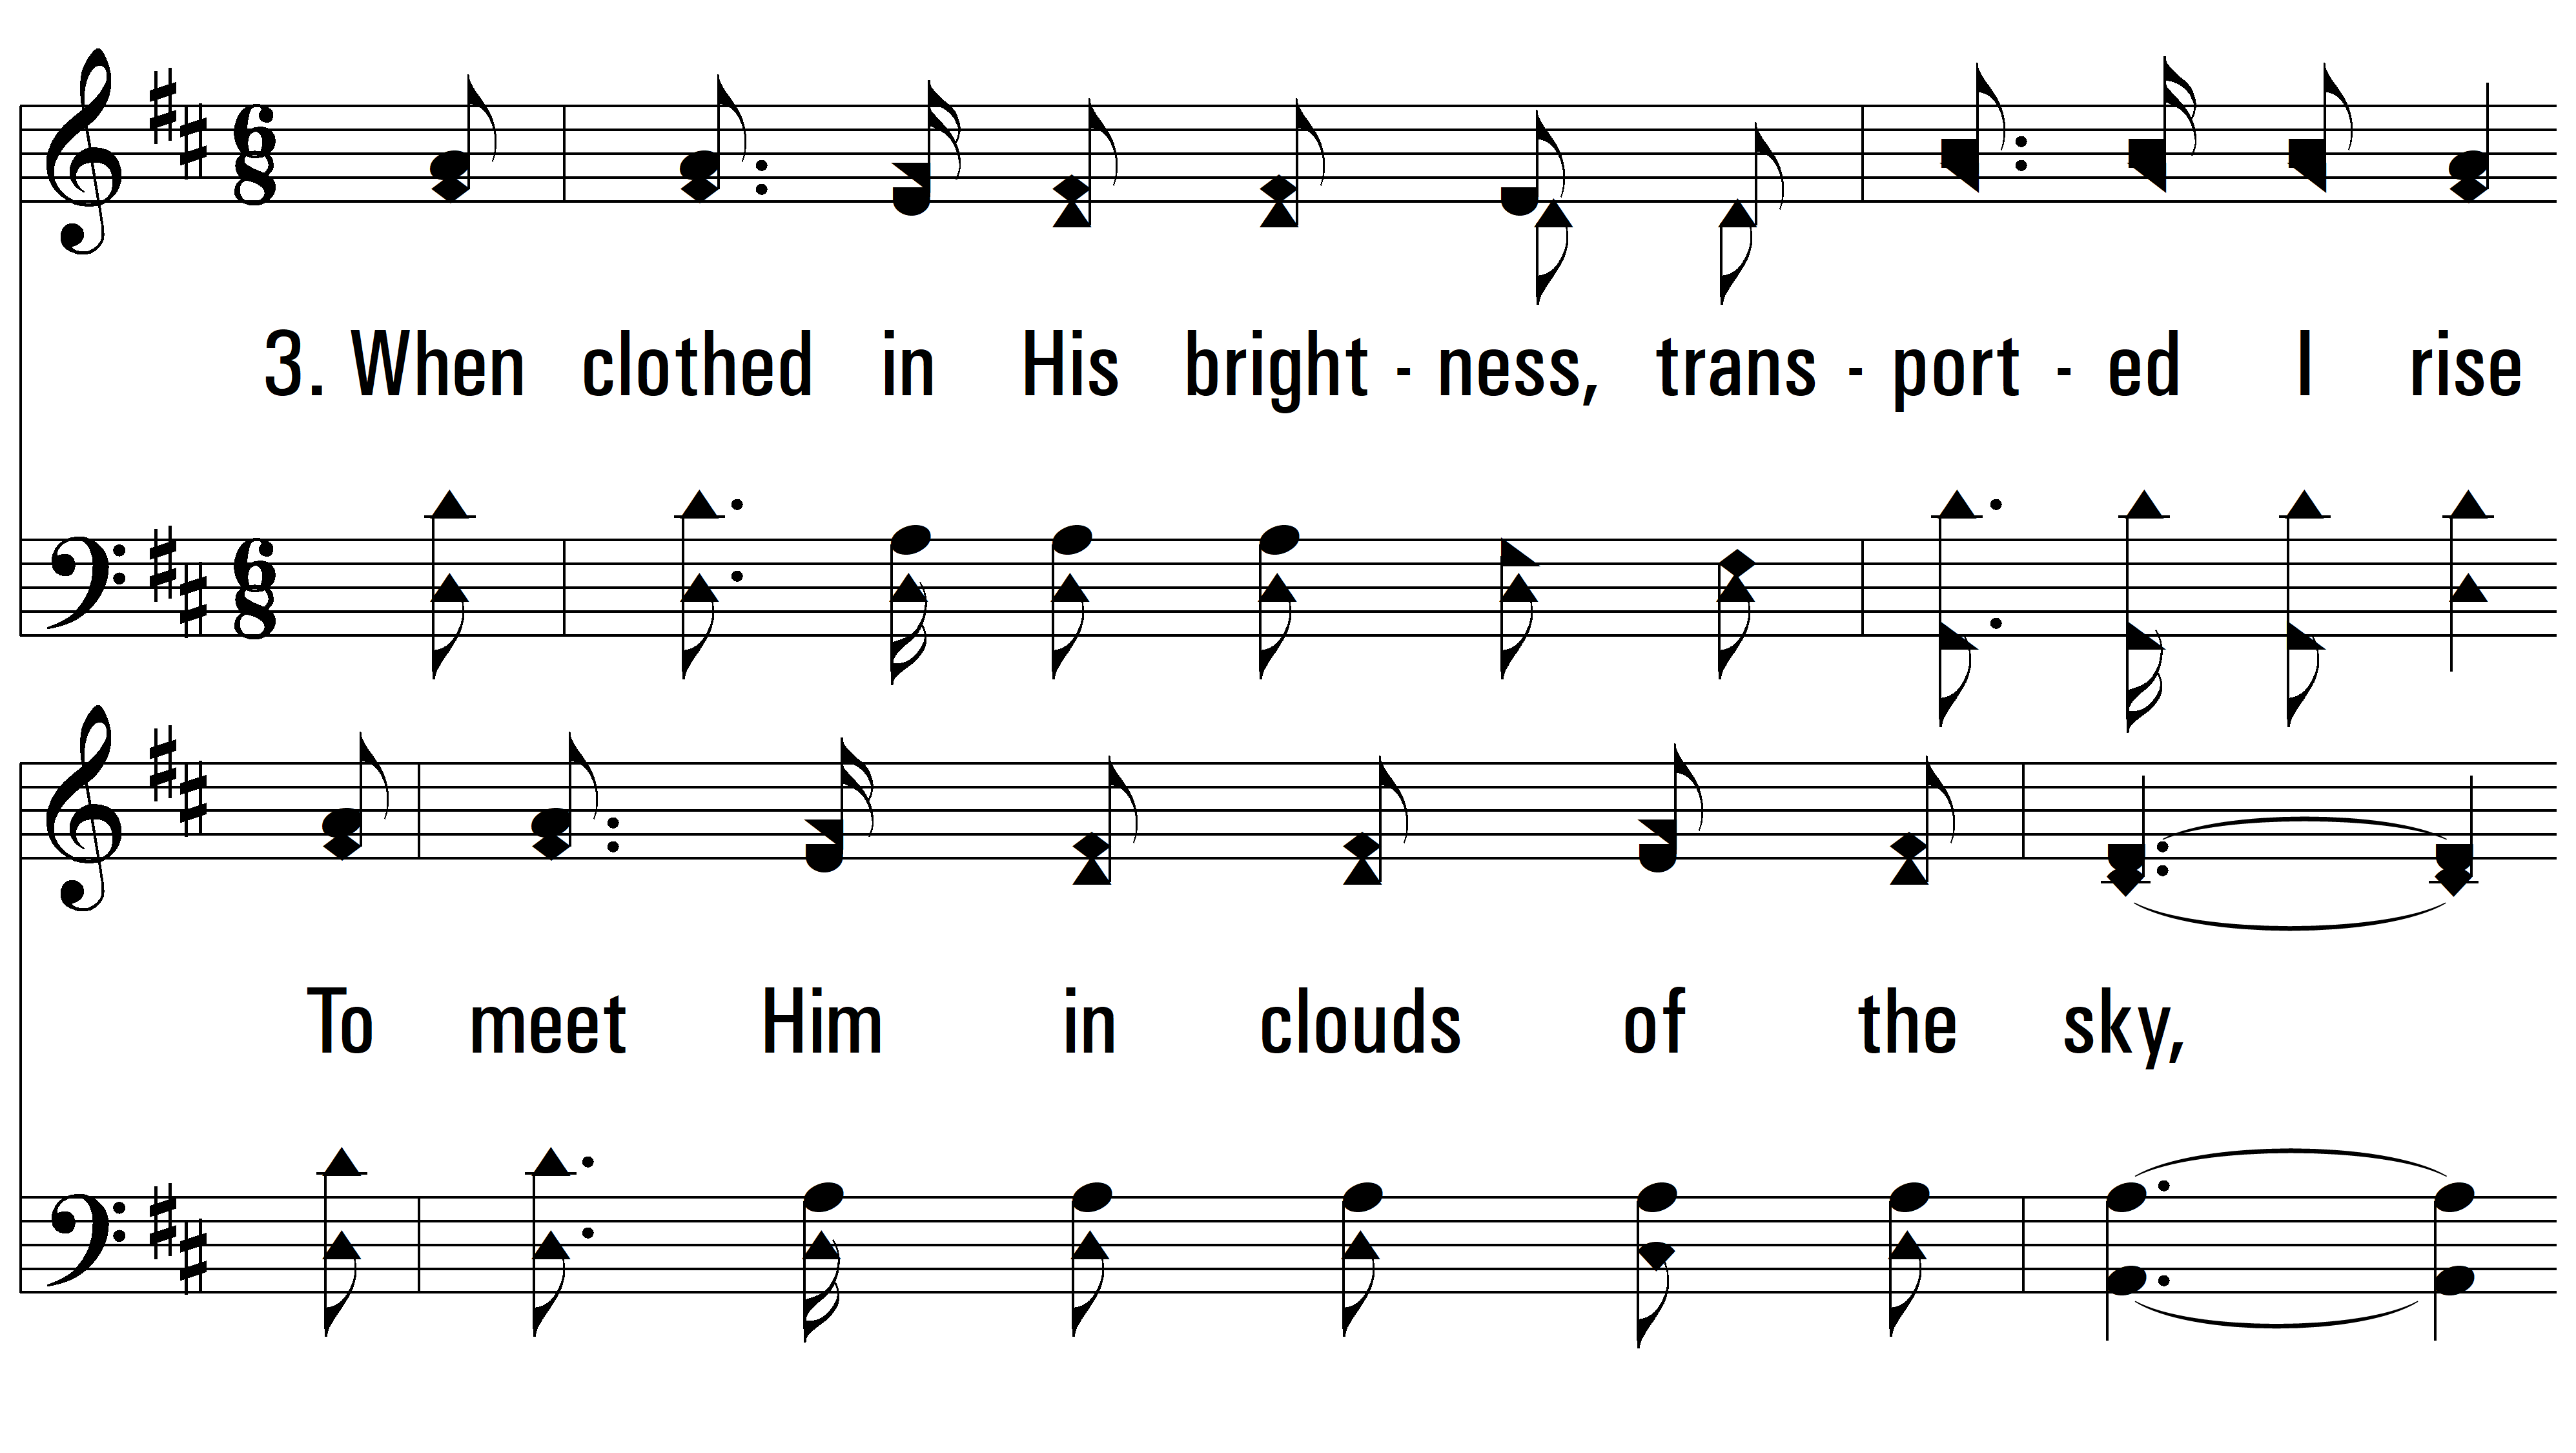 3. When clothed in His bright - ness, trans - port - ed I rise
To meet Him in clouds of the sky,